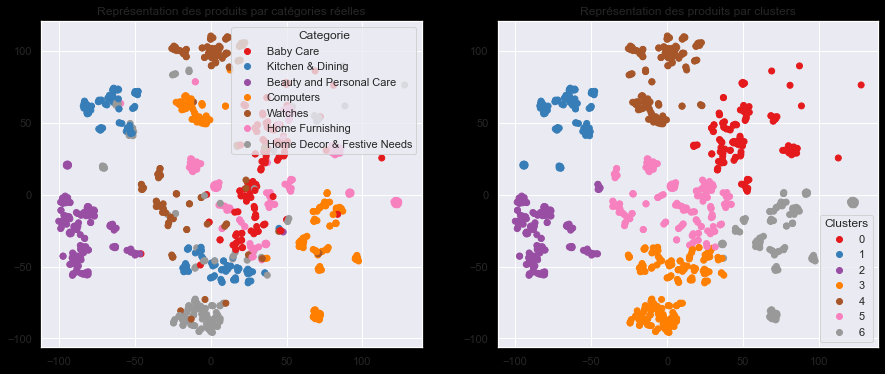 Représentation des produits par catégories réelles
Categorie
Baby Care
Kitchen & Dining
Beauty and Personal Care
Computers
Watches
Home Furnishing
Home Decor & Festive Needs
100
50
0
−50
−100
−100
−50
0
50
100
Représentation des produits par clusters
100
50
0
−50
−100
−100
−50
0
50
100
Clusters
0
1
2
3
4
5
6